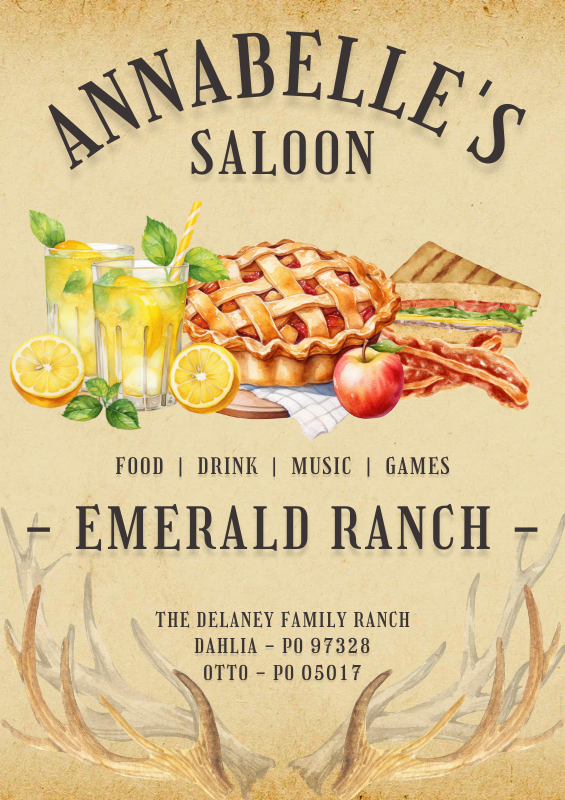 ANNABELLE'S
SALOON
FOOD | DRINK | MUSIC | GAMES
– EMERALD RANCH –
THE DELANEY FAMILY RANCH
DAHLIA – PO 97328
OTTO – PO 05017